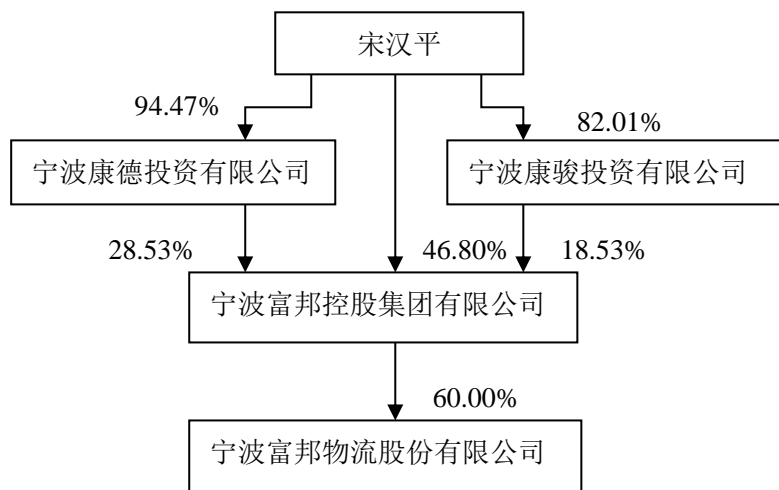 宋汉平
94.47%
82.01%
宁波康德投资有限公司
宁波康骏投资有限公司
28.53%
46.80%
18.53%
宁波富邦控股集团有限公司
60.00%
宁波富邦物流股份有限公司